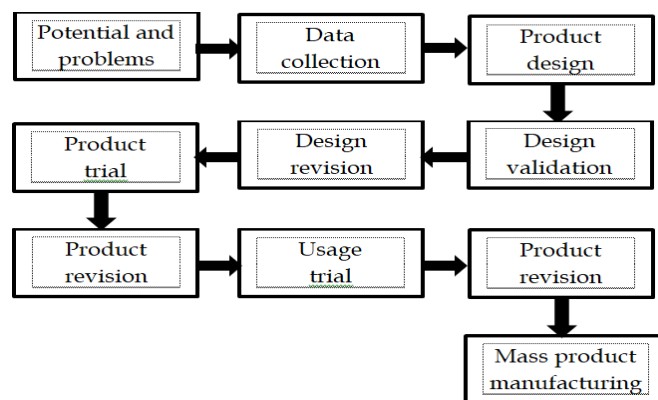 Potential and
problems
Data
collection
Product
design
Product
trial
Design
revision
Design
validation
Product
revision
Usage
trial
Product
revision
Mass product
manufacturing